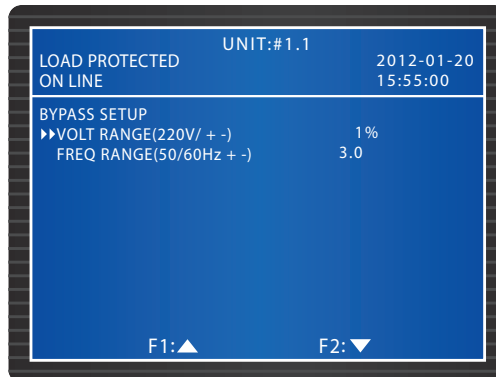 UNIT:#1.1
LOAD PROTECTED 2012-01-20
ON LINE 15:55:00
BYPASS SETUP
VOLT RANGE(220V/ + -) 1%
FREQ RANGE(50/60Hz + -) 3.0
F1: F2: